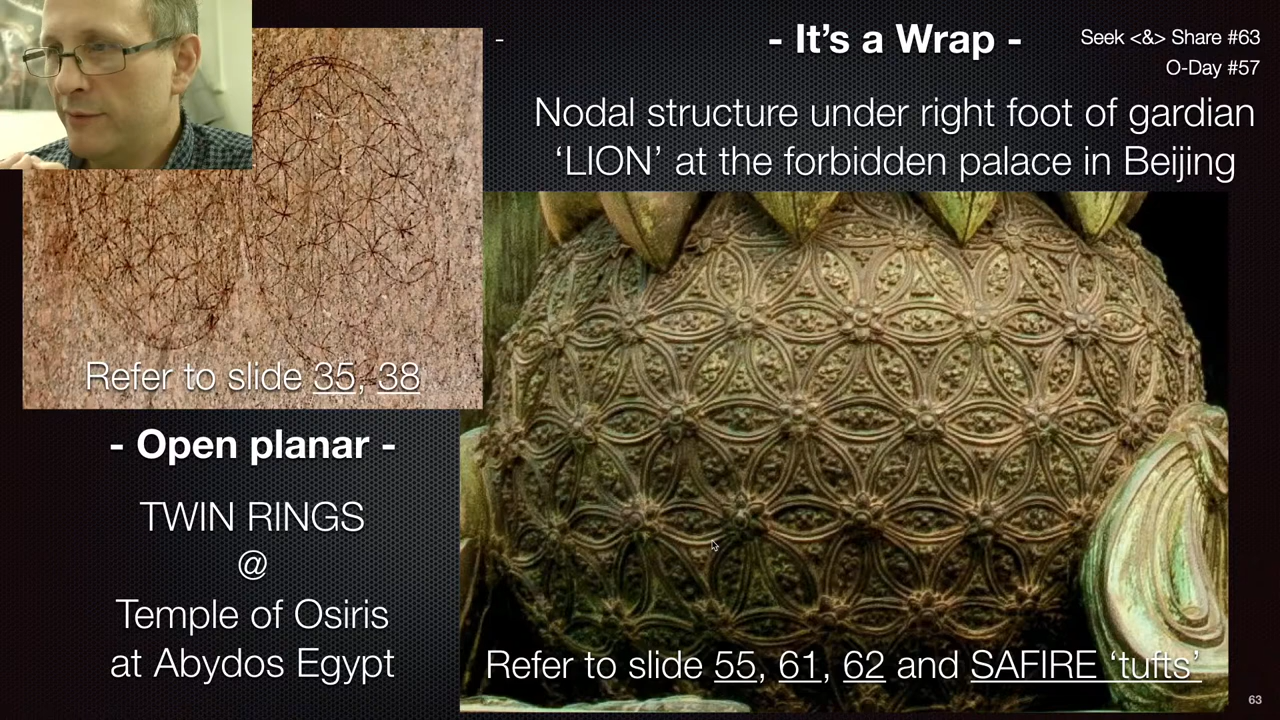 -
- It’s a Wrap -
Seek <&> Share #63
O-Day #57
Nodal structure under right foot of gardian
‘LION’ at the forbidden palace in Beijing
Refer to slide 35, 38
- Open planar -
TWIN RINGS
@
Temple of Osiris
at Abydos Egypt
Refer to slide 55, 61, 62 and SAFIRE ‘tufts’
63